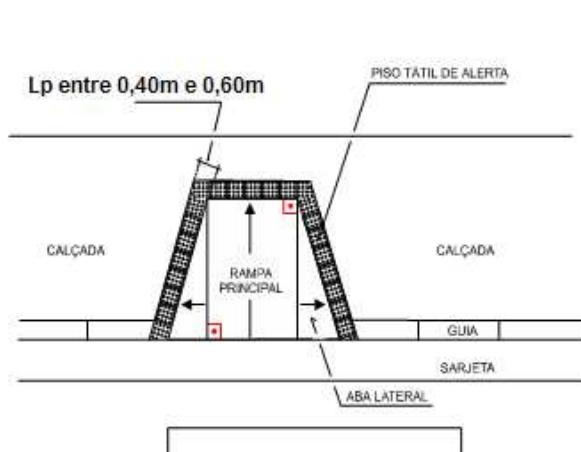 PISO TÁTIL DE ALERTA
Lp entre 0,40m e 0,60m
CALÇADA
CALÇADA
RAMPA
PRINCIPAL
GUIA
SARJETA
ABA LATERAL